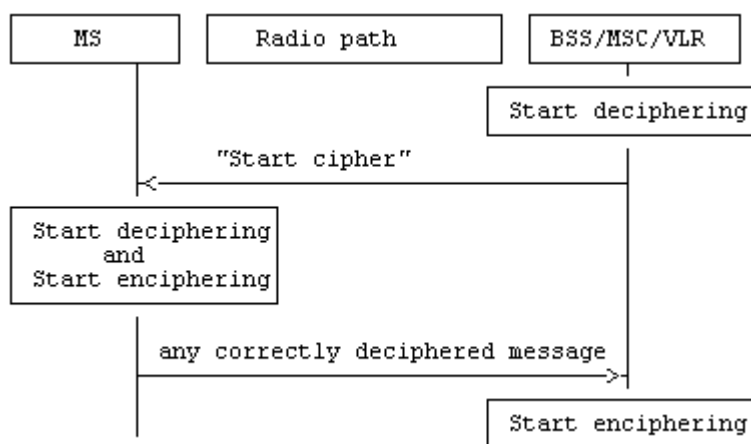 MS
Radio path
BSS/MSC/VLR
Start deciphering
"Start cipher"
Start deciphering
and
Start enciphering
any correctly deciphered message
Start enciphering